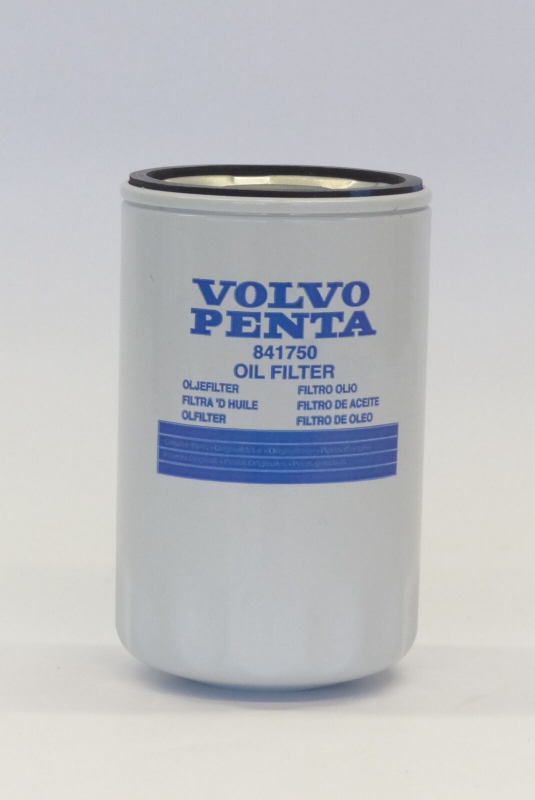 VOLVO
PENTA
841750
OIL FILTER
OLJEFILTER FILTRO OLIO
FILTRA 'D HUILE FILTRO DE ACEITE
OLFILTER FILTRO DE OLEO